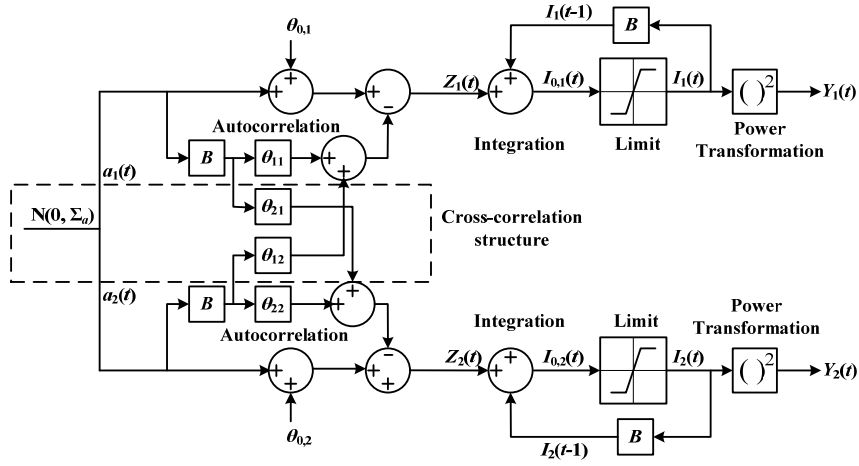 θ0,1
I1(t-1)
B
Z1(t)
I0,1(t)
I1(t)
( )²
Y1(t)
+
+
+
-
+
+
Autocorrelation
Integration
Limit
Power
Transformation
a1(t)
B
θ11
+
+
N(0, Σa)
θ21
θ12
Cross-correlation
structure
a2(t)
B
θ22
+
+
Autocorrelation
Integration
Limit
Power
Transformation
+
+
-
+
Z2(t)
+
+
I0,2(t)
I2(t)
( )²
Y2(t)
θ0,2
I2(t-1)
B